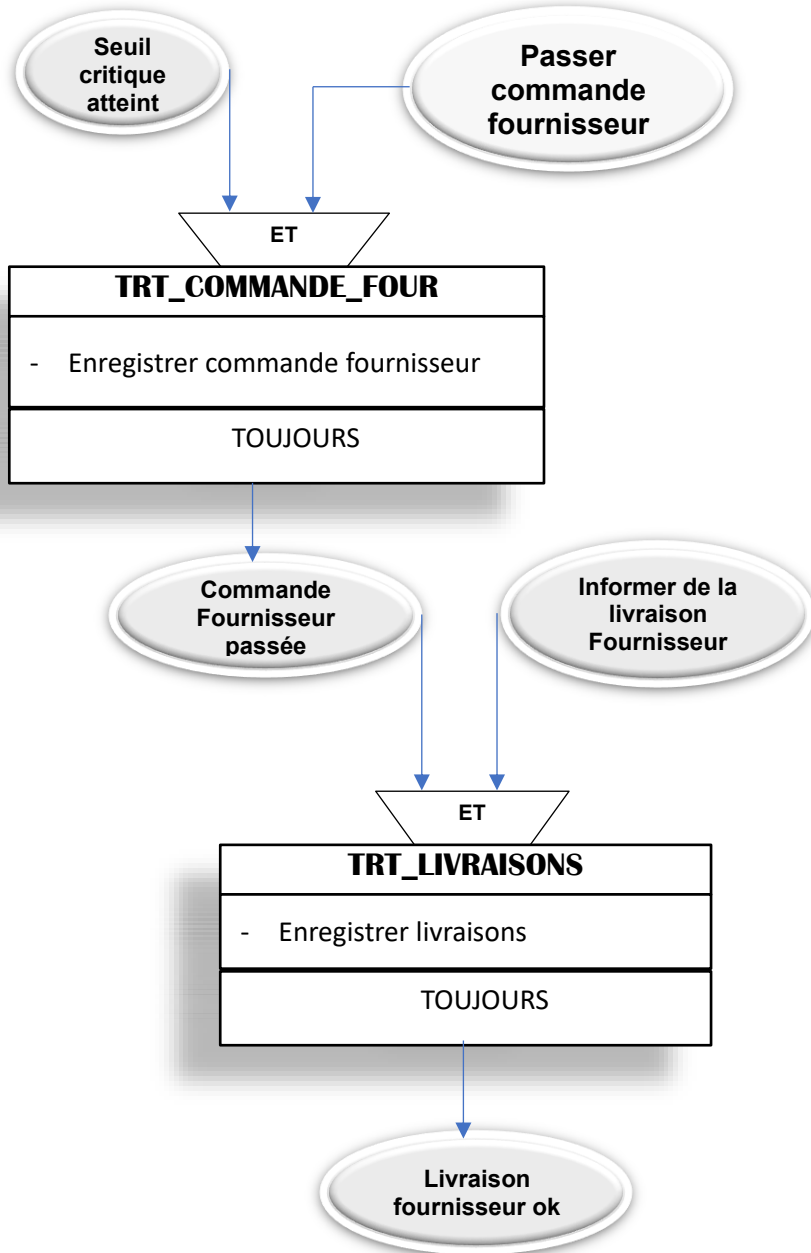 Seuil
critique
atteint
Passer
commande
fournisseur
ET
TRT_COMMANDE_FOUR
- Enregistrer commande fournisseur
TOUJOURS
Commande
Fournisseur
passée
Informer de la
livraison
Fournisseur
ET
TRT_LIVRAISONS
- Enregistrer livraisons
TOUJOURS
Livraison
fournisseur ok